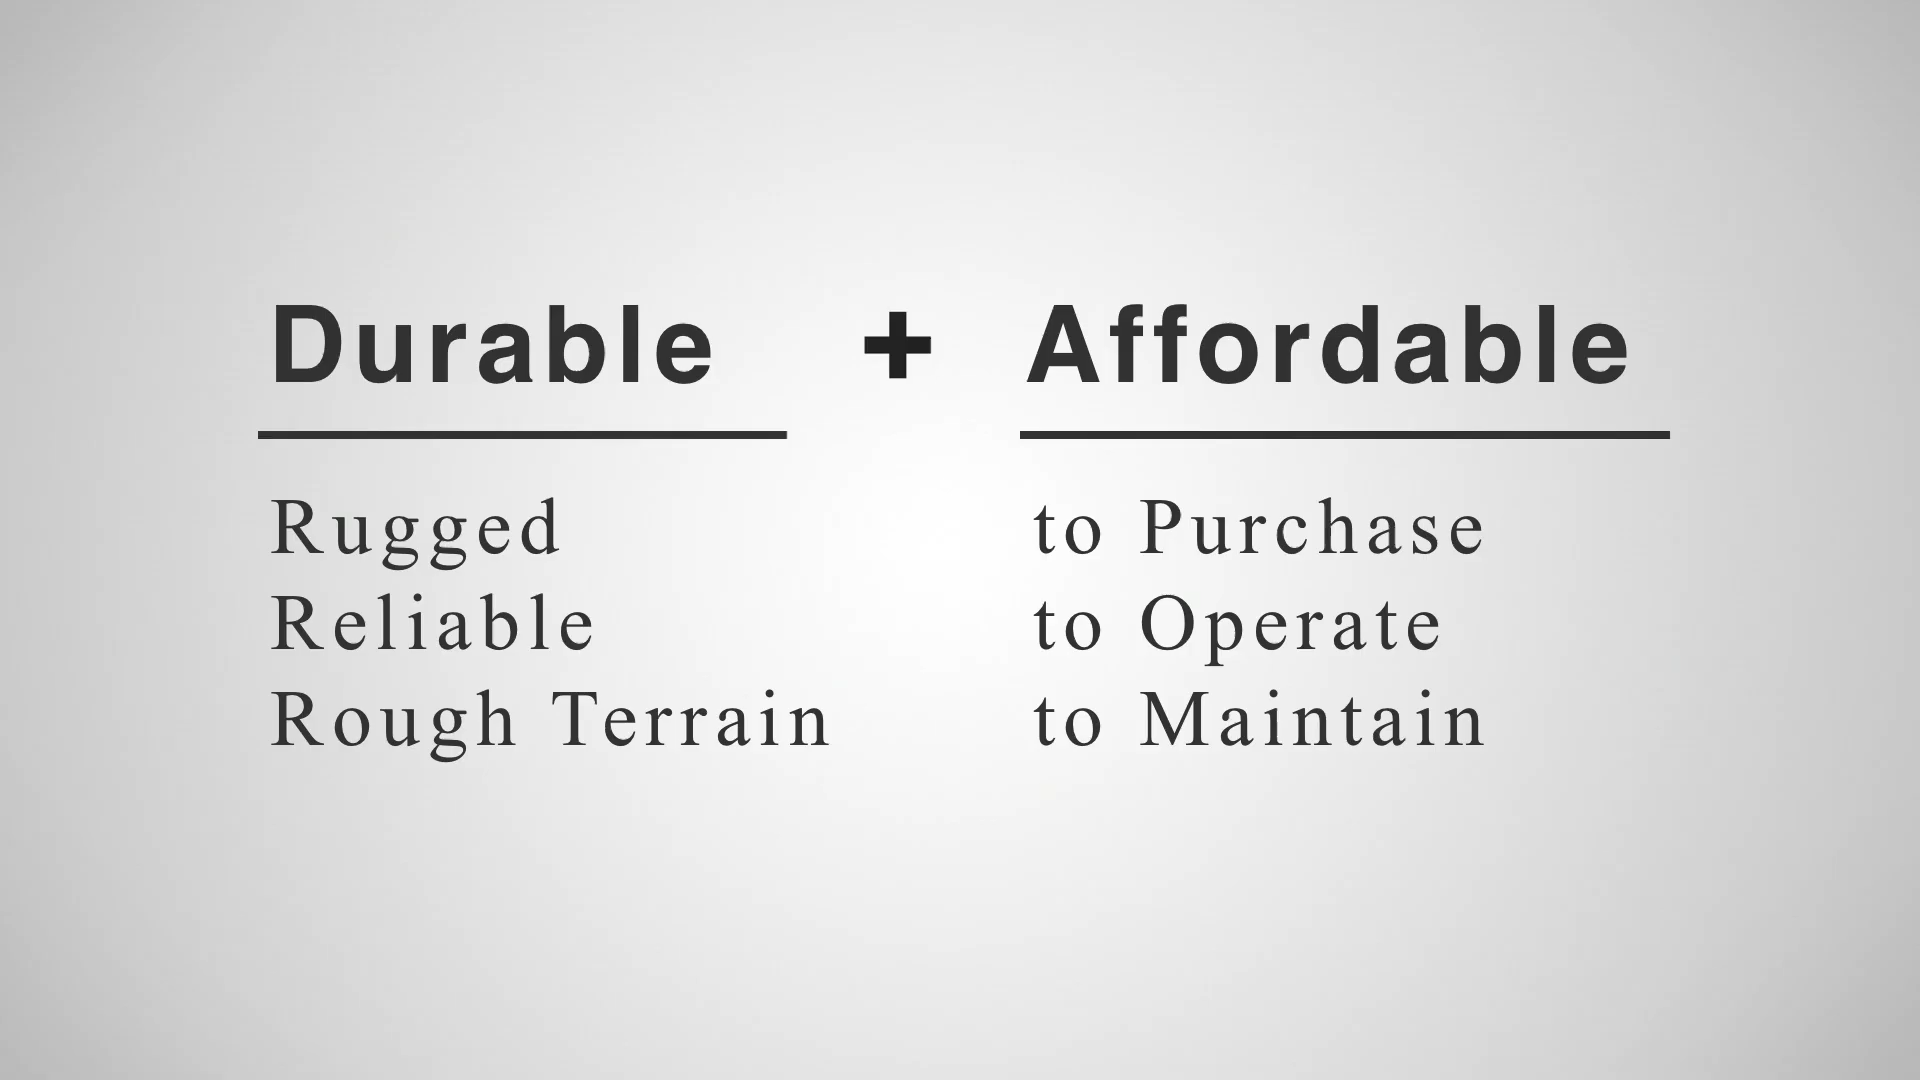 Durable + Affordable
Rugged
Reliable
Rough Terrain
to Purchase
to Operate
to Maintain